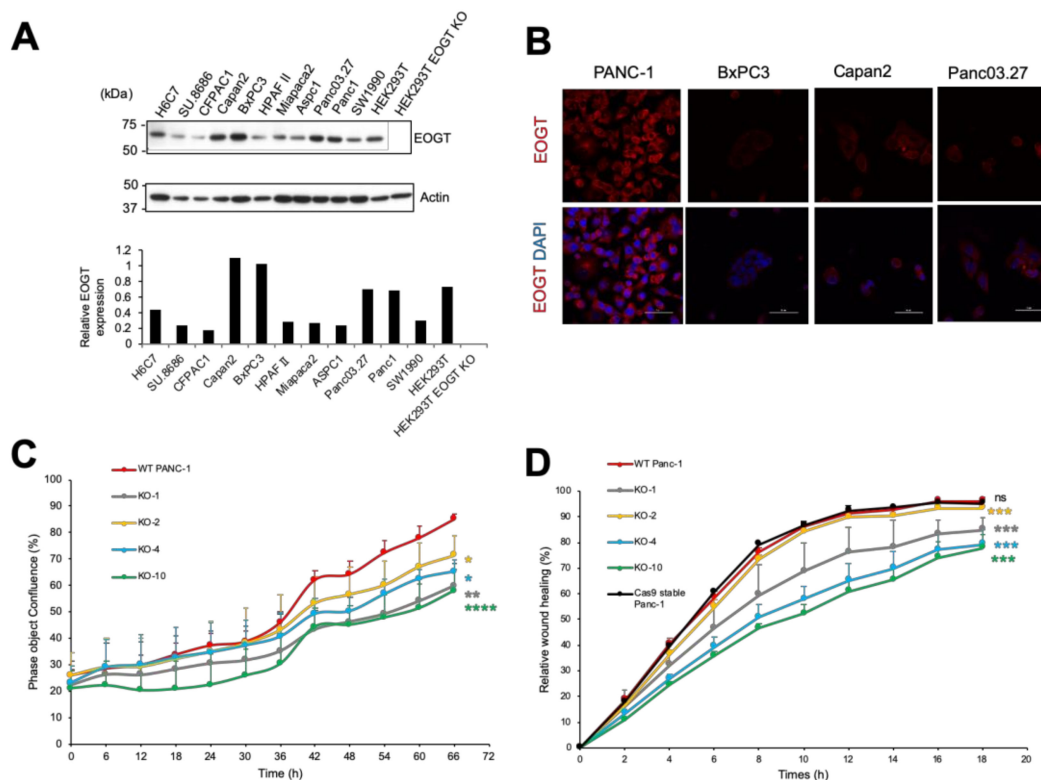 A
(kDa)
H6C7
SU.8686
CFPAC1
Capan2
BxPC3
HPAF II
Miapaca2
Aspc1
Panc03.27
Panc1
SW1990
HEK293T
HEK293T EOGT KO
75
50
EOGT
50
37
Actin
Relative EOGT
expression
1.2
1
0.8
0.6
0.4
0.2
0
H6C7
SU.8686
CFPAC1
Capan2
BxPC3
HPAF II
Miapaca2
ASPC1
Panc03.27
Panc1
SW1990
HEK293T
HEK293T EOGT KO
B
PANC-1
BxPC3
Capan2
Panc03.27
EOGT
EOGT DAPI
C
WT PANC-1
KO-1
KO-2
KO-4
KO-10
Phase object Confluence (%)
100
90
80
70
60
50
40
30
20
10
0
0 6 12 18 24 30 36 42 48 54 60 66 72
Time (h)
*
*
**
****
D
WT Panc-1
KO-1
KO-2
KO-4
KO-10
Cas9 stable
Panc-1
Relative wound healing (%)
100
90
80
70
60
50
40
30
20
10
0
0 2 4 6 8 10 12 14 16 18 20
Times (h)
ns
***
***
***
***